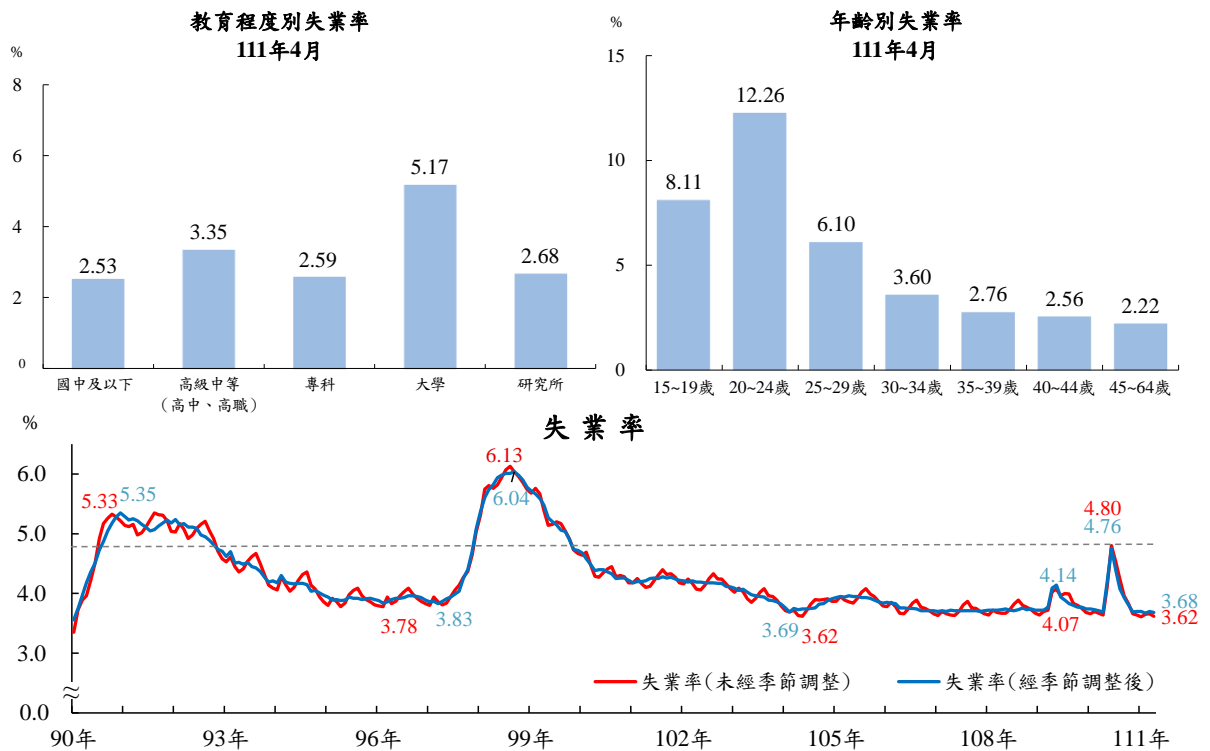 教育程度別失業率
111年4月
%
8
6
4
2
0
2.53
3.35
2.59
5.17
2.68
國中及以下
高級中等
(高中、高職)
專科
大學
研究所
年齡別失業率
111年4月
%
15
10
5
0
8.11
12.26
6.10
3.60
2.76
2.56
2.22
15~19歲
20~24歲
25~29歲
30~34歲
35~39歲
40~44歲
45~64歲
失業率
%
6.0
5.0
4.0
3.0
0.0
5.33
5.35
3.78
3.83
6.13
6.04
3.69
3.62
4.14
4.07
4.80
4.76
3.68
3.62
失業率(未經季節調整)
失業率(經季節調整後)
90年
93年
96年
99年
102年
105年
108年
111年